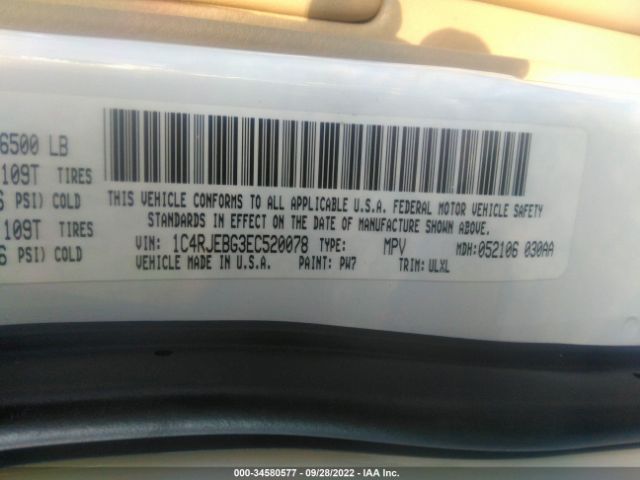 6500 LB
109T TIRES
PSI) COLD
109T TIRES
PSI) COLD
THIS VEHICLE CONFORMS TO ALL APPLICABLE U.S.A. FEDERAL MOTOR VEHICLE SAFETY
STANDARDS IN EFFECT ON THE DATE OF MANUFACTURE SHOWN ABOVE.
VIN: 1C4RJEBG3EC520078 TYPE: MPV MDH:052106 030AA
VEHICLE MADE IN U.S.A. PAINT: PW7 TRIM: ULXL
000-34580577 - 09/28/2022 - IAA Inc.